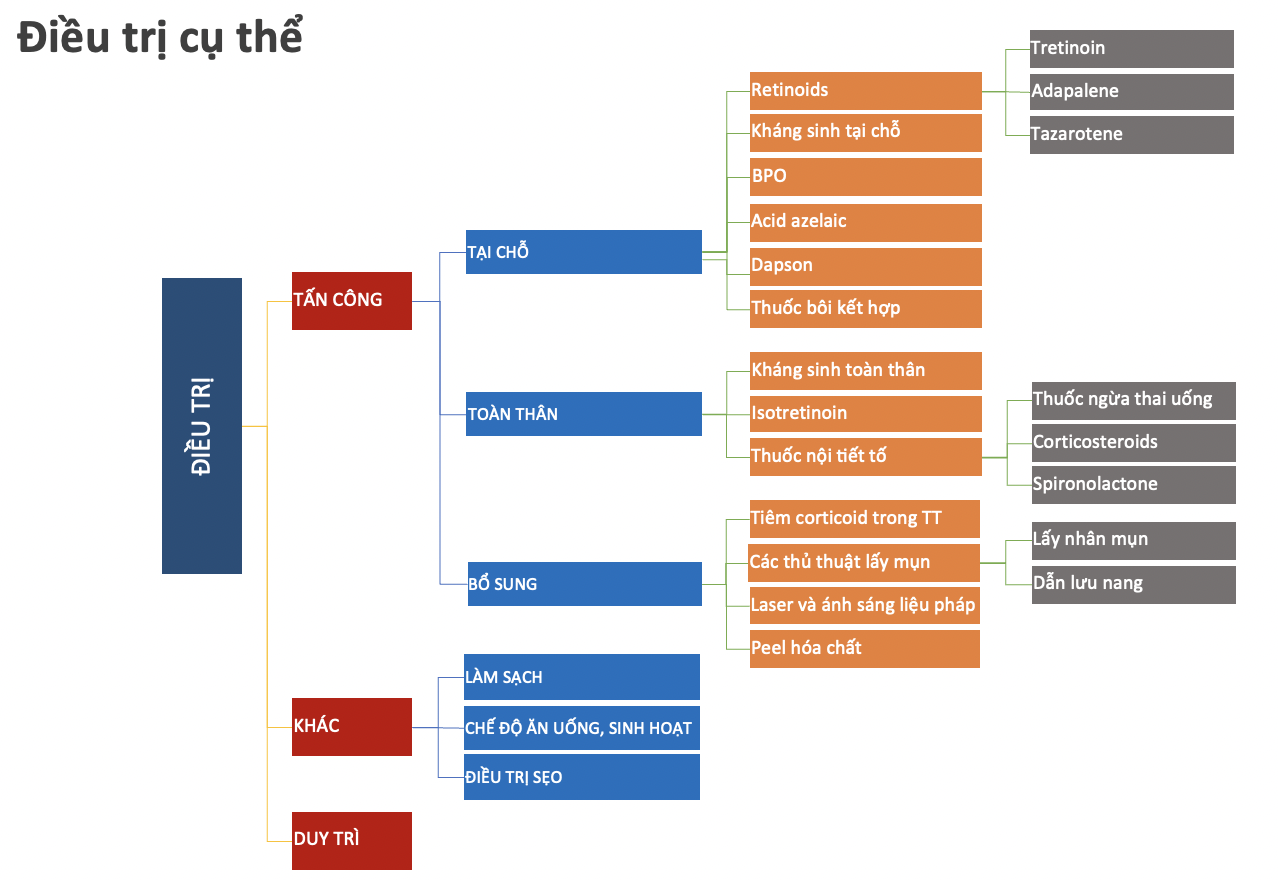 Điều trị cụ thể
ĐIỀU TRỊ
TẤN CÔNG
TẠI CHỖ
Retinoids
Tretinoin
Adapalene
Tazarotene
Kháng sinh tại chỗ
BPO
Acid azelaic
Dapson
Thuốc bôi kết hợp
TOÀN THÂN
Kháng sinh toàn thân
Isotretinoin
Thuốc nội tiết tố
Thuốc ngừa thai uống
Corticosteroids
Spironolactone
BỔ SUNG
Tiêm corticoid trong TT
Các thủ thuật lấy mụn
Lấy nhân mụn
Dẫn lưu nang
Laser và ánh sáng liệu pháp
Peel hóa chất
KHÁC
LÀM SẠCH
CHẾ ĐỘ ĂN UỐNG, SINH HOẠT
ĐIỀU TRỊ SẸO
DUY TRÌ